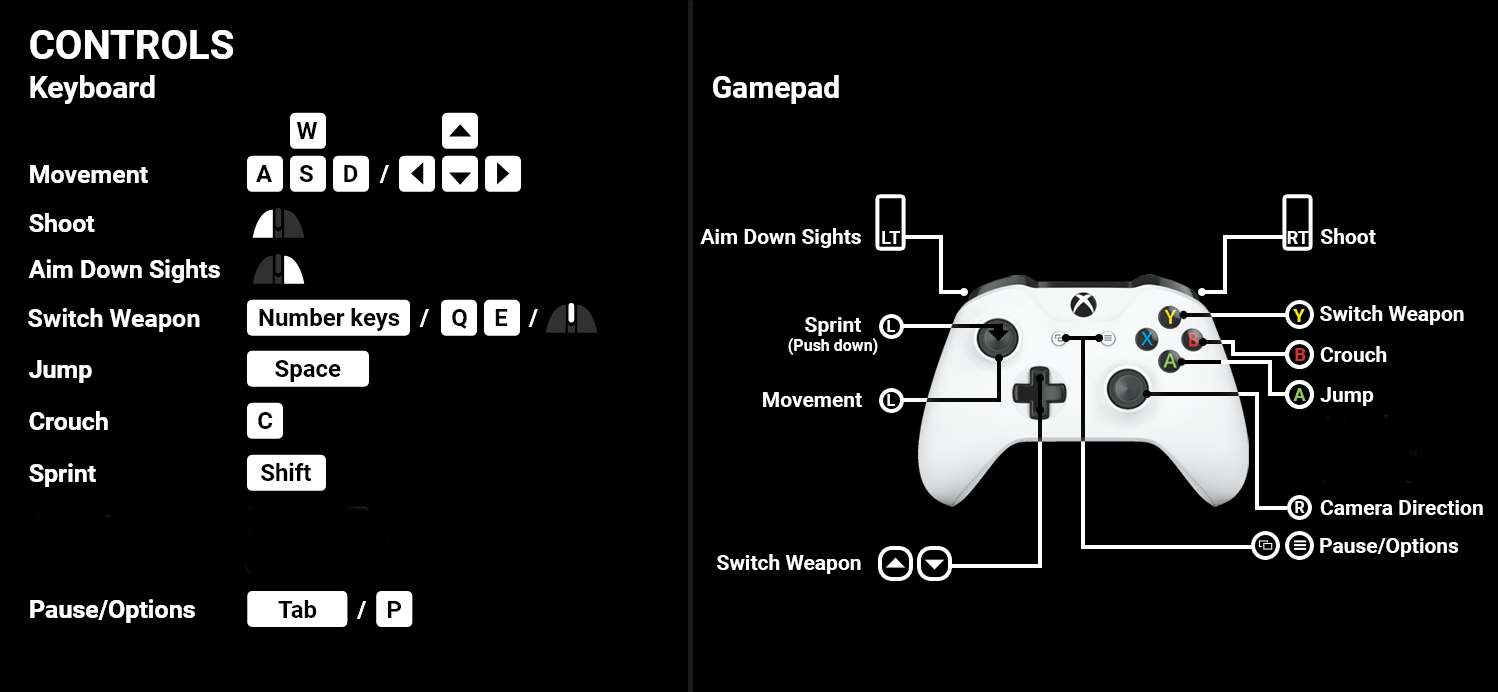 CONTROLS
Keyboard
W
Movement A S D /
Shoot
Aim Down Sights
Switch Weapon Number keys / Q E /
Jump Space
Crouch C
Sprint Shift
Pause/Options Tab / P
Gamepad
Aim Down Sights LT
RT Shoot
Sprint L
(Push down)
Movement L
Switch Weapon
Y X B A
Y Switch Weapon
B Crouch
A Jump
R Camera Direction
Pause/Options